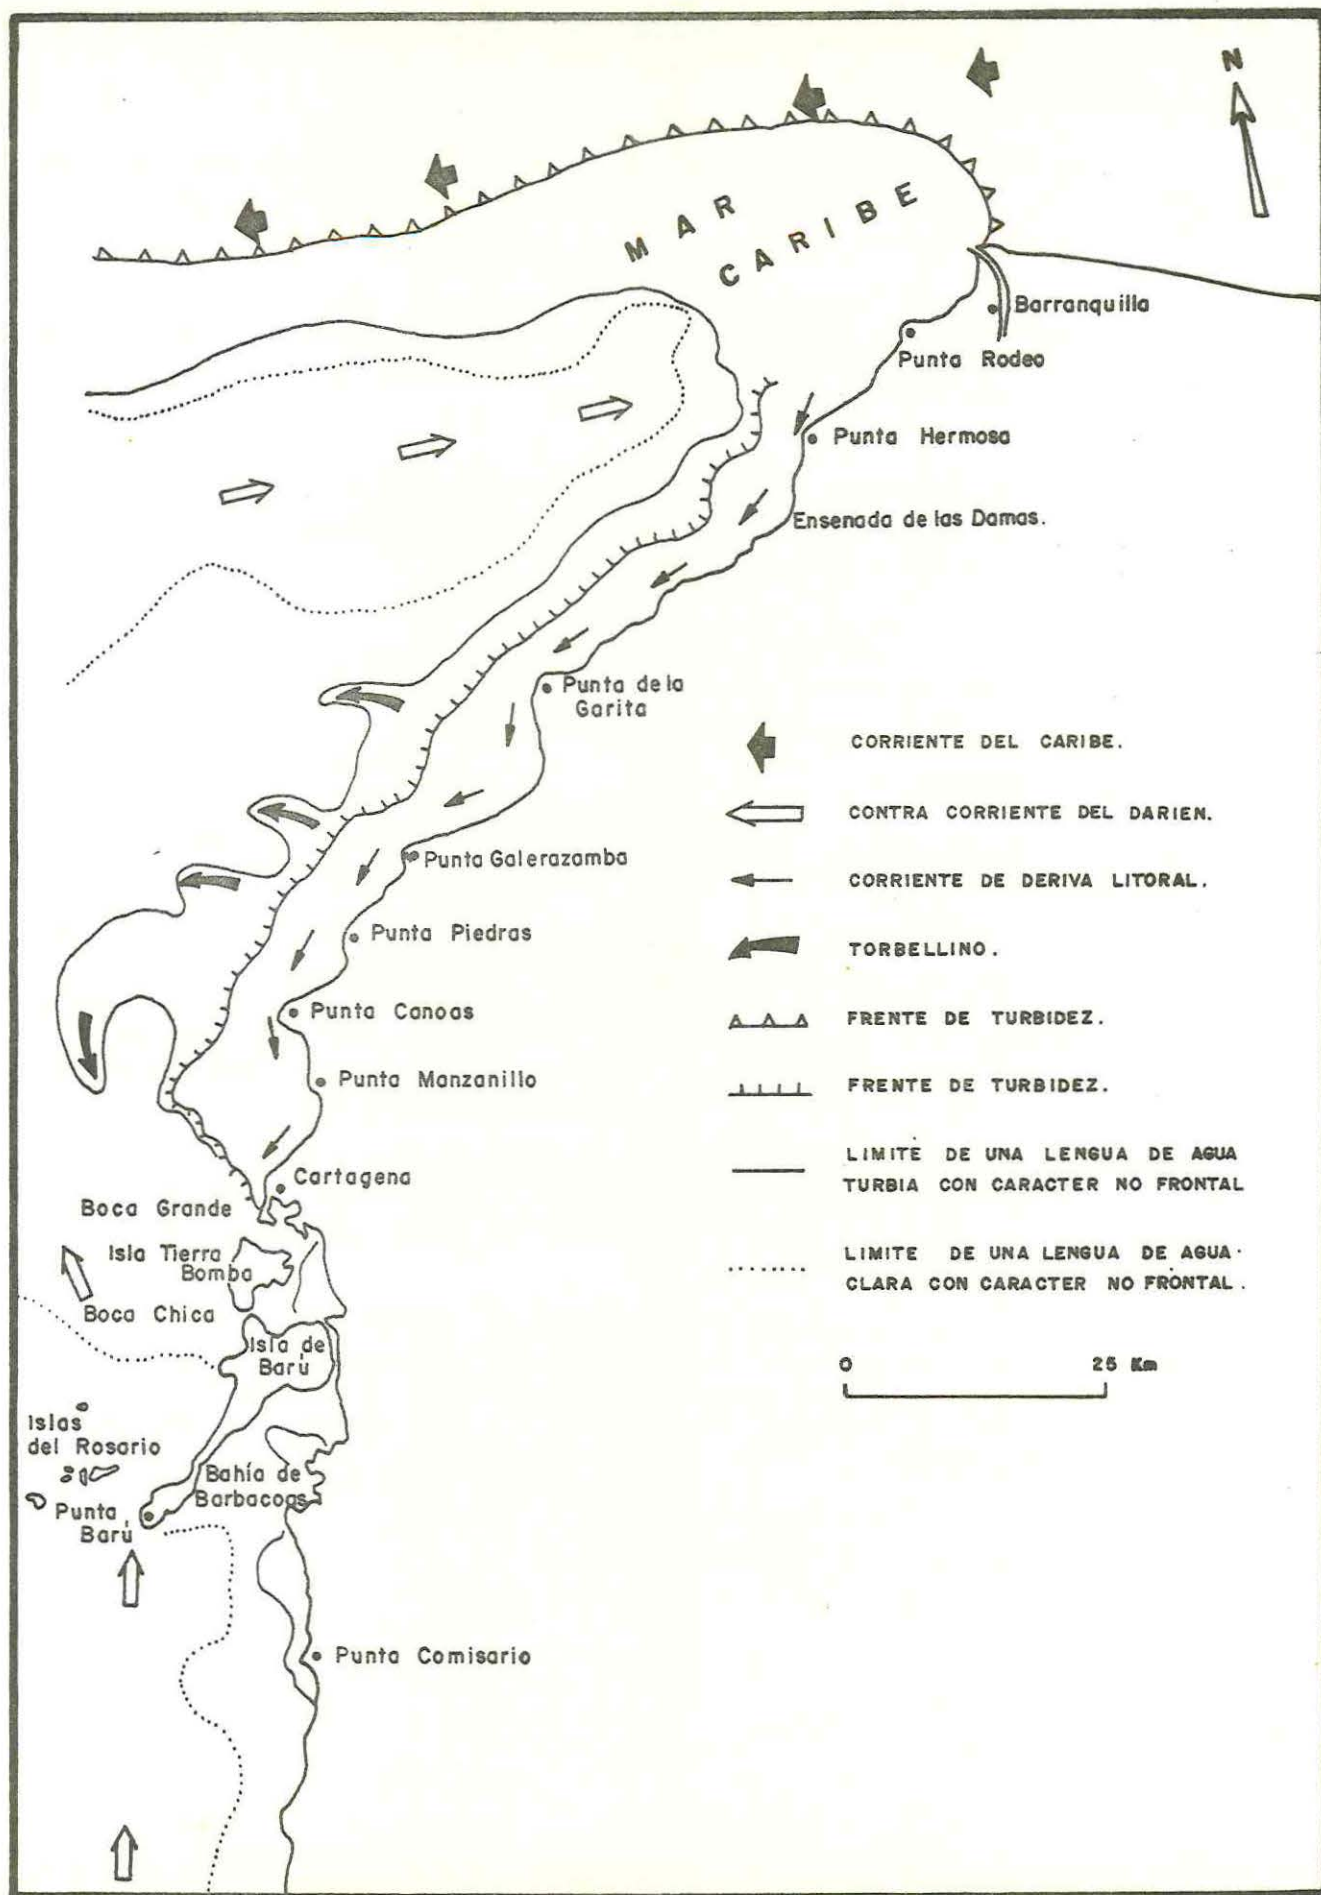 N
MAR
CARIBE
Barranquilla
Punta Rodeo
Punta Hermosa
Ensenada de las Damas.
Punta de la
Garita
CORRIENTE DEL CARIBE.
CONTRA CORRIENTE DEL DARIEN.
Punta Galerazamba
CORRIENTE DE DERIVA LITORAL.
Punta Piedras
TORBELLINO.
Punta Canoas
FRENTE DE TURBIDEZ.
Punta Manzanillo
FRENTE DE TURBIDEZ.
LIMITE DE UNA LENGUA DE AGUA
TURBIA CON CARACTER NO FRONTAL
Cartagena
Boca Grande
Isla Tierra
Bomba
LIMITE DE UNA LENGUA DE AGUA
CLARA CON CARACTER NO FRONTAL.
Boca Chica
Isla de
Barú
0 25 Km
Islas
del Rosario
Bahía de
Barbacoas
Punta
Barú
Punta Comisario